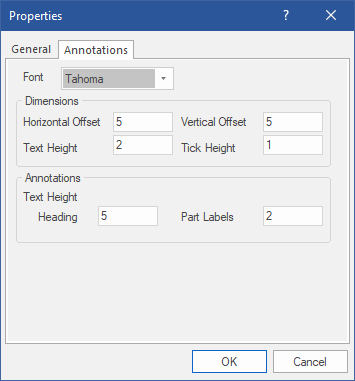 Properties ? ×
General Annotations
Font Tahoma
Dimensions
Horizontal Offset 5 Vertical Offset 5
Text Height 2 Tick Height 1
Annotations
Text Height
Heading 5 Part Labels 2
OK Cancel